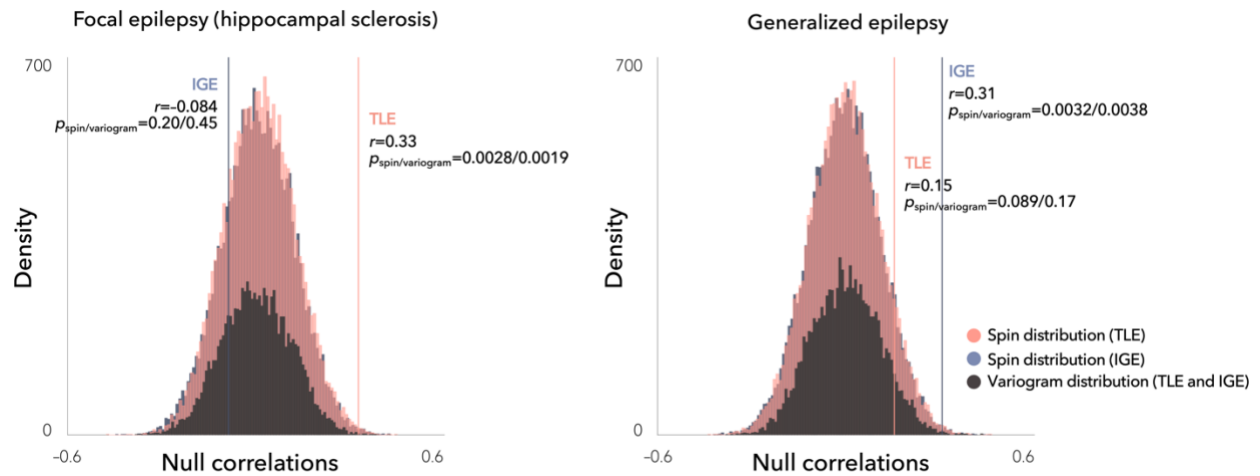 Focal epilepsy (hippocampal sclerosis)
700
IGE
r=–0.084
pspin/variogram=0.20/0.45
TLE
r=0.33
pspin/variogram=0.0028/0.0019
Density
0
–0.6
Null correlations
0.6
Generalized epilepsy
700
IGE
r=0.31
pspin/variogram=0.0032/0.0038
TLE
r=0.15
pspin/variogram=0.089/0.17
Density
Spin distribution (TLE)
Spin distribution (IGE)
Variogram distribution (TLE and IGE)
0
–0.6
Null correlations
0.6